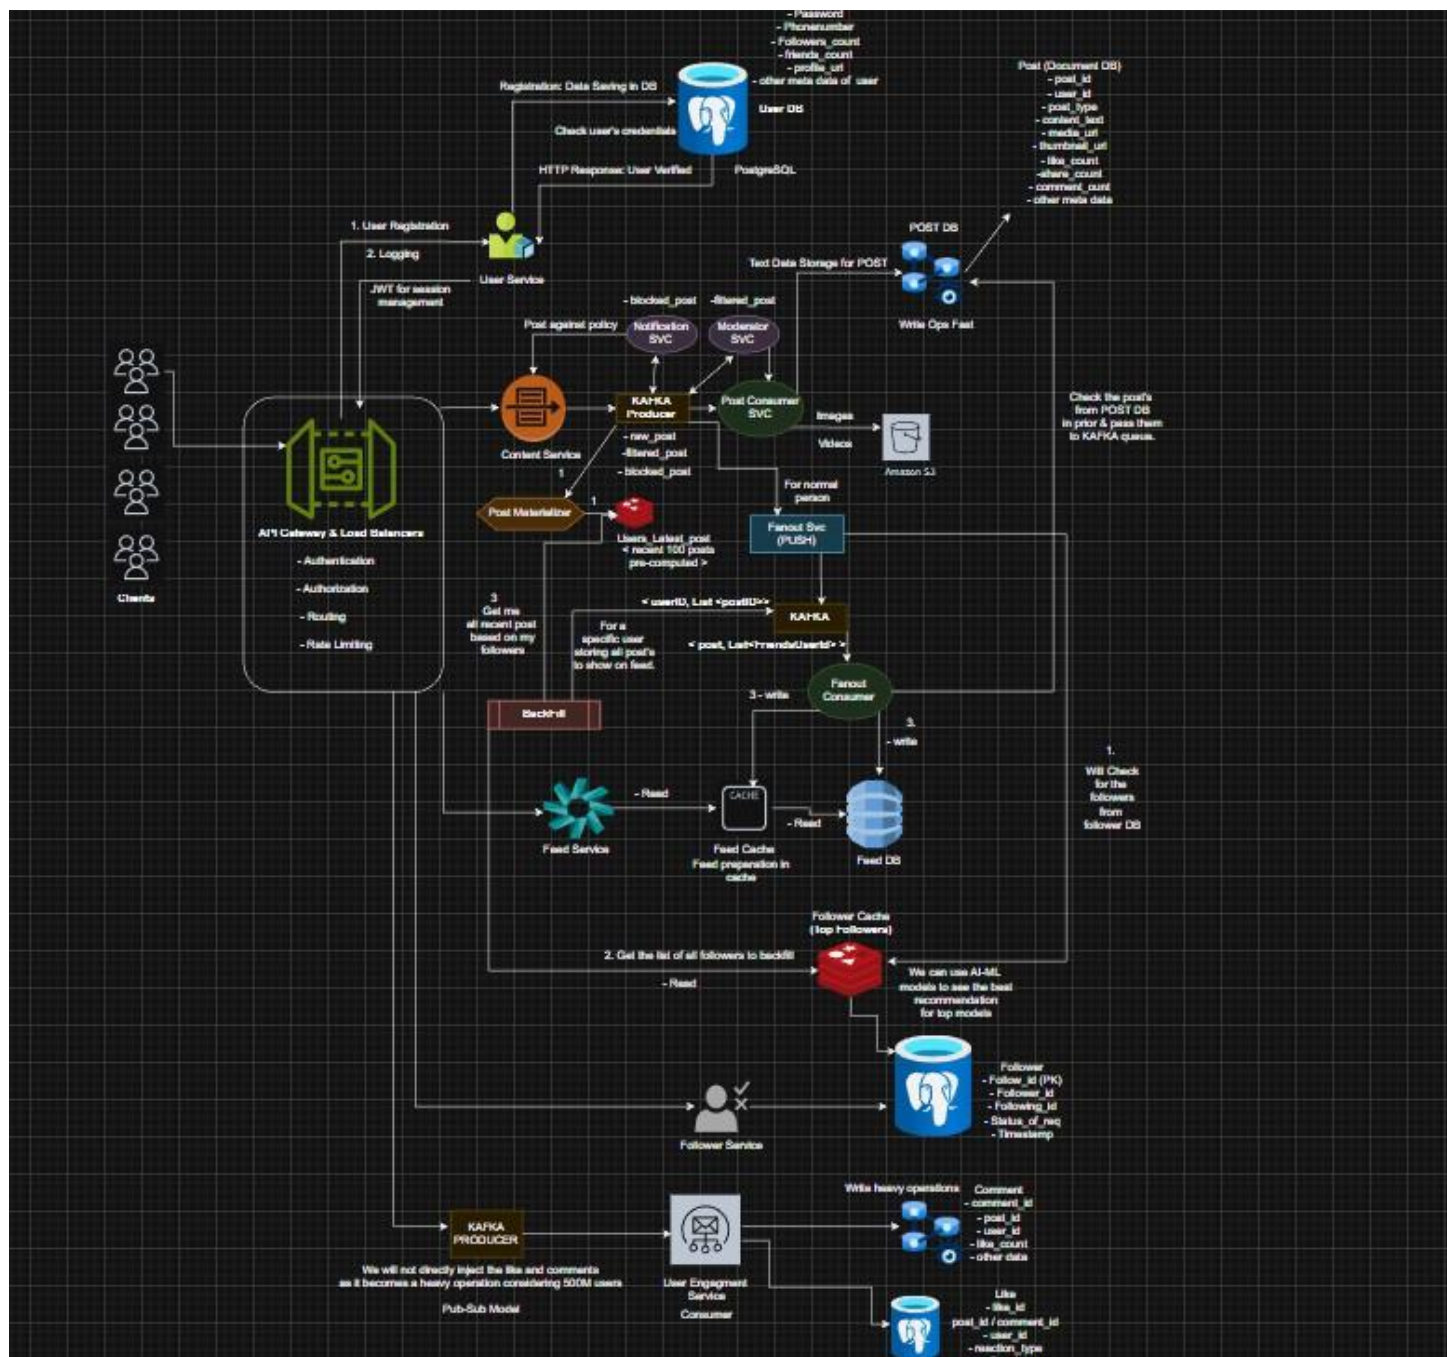 - Password
- Phonenumber
- Followers_count
- friends_count
- profile_url
- other meta data of user
User DB
PostgreSQL
Registration: Data Saving in DB
Check user's credentials
HTTP Response: User Verified
Post (Document DB)
- post_id
- user_id
- post_type
- content_text
- media_url
- thumbnail_url
- like_count
-share_count
- comment_ount
- other meta data
1. User Registration
2. Logging
User Service
JWT for session
management
POST DB
Text Data Storage for POST
Write Ops Fast
- blocked_post
-filtered_post
Post against policy
Notification
SVC
Moderator
SVC
KAFKA
Producer
Post Consumer
SVC
- raw_post
-filtered_post
- blocked_post
Content Service
Images
Videos
Amazon S3
Check the post's
from POST DB
in prior & pass them
to KAFKA queue.
Clients
API Gateway & Load Balancers
- Authentication
- Authorization
- Routing
- Rate Limiting
1
Post Materializer
1
Users_Latest_post
< recent 100 posts
pre-computed >
For normal
person
Fanout Svc
(PUSH)
3
Get me
all recent post
based on my
followers
For a
specific user
storing all post's
to show on feed.
< userID, List <postID>>
KAFKA
< post, List<FriendsUserId> >
Fanout
Consumer
3 - write
3.
- write
BackFill
1.
Will Check
for the
followers
from
follower DB
Feed Service
- Read
CACHE
Feed Cache
Feed preparation in
cache
- Read
Feed DB
Follower Cache
(Top Followers)
2. Get the list of all followers to backfill
- Read
We can use AI-ML
models to see the best
recommendation
for top models
Follower
- Follow_id (PK)
- Follower_id
- Following_id
- Status_of_req
- Timestamp
Follower Service
KAFKA
PRODUCER
We will not directly inject the like and comments
as it becomes a heavy operation considering 500M users
Pub-Sub Model
User Engagment
Service
Consumer
Write heavy operations
Comment
- comment_id
- post_id
- user_id
- like_count
- other data
Like
- like_id
post_id / comment_id
- user_id
- reaction_type